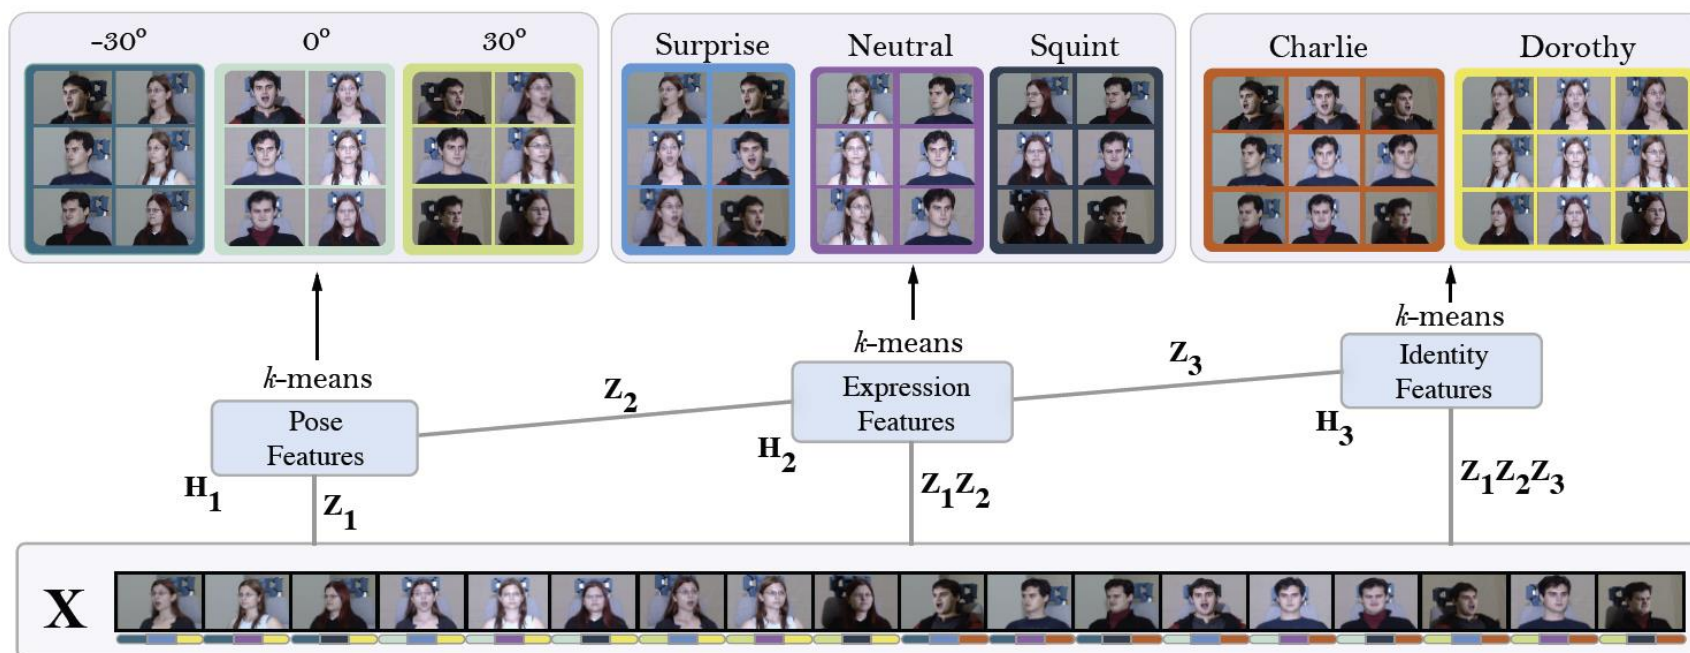 -30°
0°
30°
Surprise
Neutral
Squint
Charlie
Dorothy
k-means
Pose
Features
H1
Z1
Z2
k-means
Expression
Features
H2
Z1Z2
Z3
k-means
Identity
Features
H3
Z1Z2Z3
X